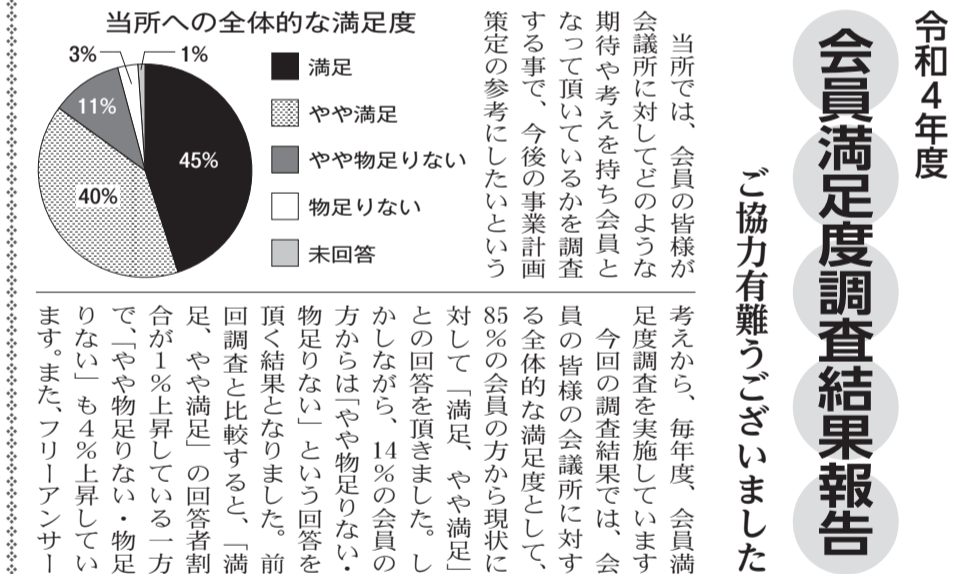 令和4年度
会員満足度調査結果報告
ご協力有難うございました
当所では、会員の皆様が
会議所に対してどのような
期待や考えを持ち会員と
なって頂いているかを調査
する事で、今後の事業計画
策定の参考にしたいという
考えから、毎年度、会員満
足度調査を実施しています
今回の調査結果では、会
員の皆様の会議所に対す
る全体的な満足度として、
85%の会員の方から現状に
対して「満足、やや満足」
との回答を頂きました。し
かしながら、14%の会員の
方からは「やや物足りない・
物足りない」という回答を
頂く結果となりました。前
回調査と比較すると、「満
足、やや満足」の回答者割
合が1%上昇している一方
で、「やや物足りない・物足
りない」も4%上昇してい
ます。また、フリーアンサー
当所への全体的な満足度
3%
1%
11%
45%
40%
満足
やや満足
やや物足りない
物足りない
未回答